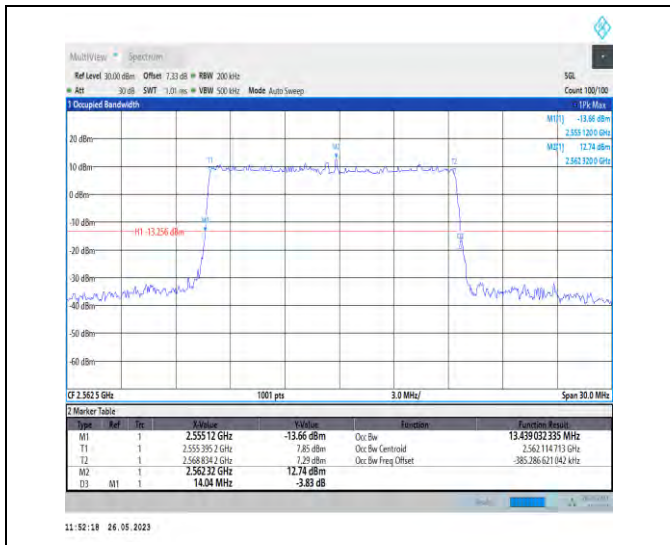 MultiView Spectrum
Ref Level 30.00 dBm Offset 7.33 dB RBW 200 kHz SGL
Att 30 dB SWT 1.01 ms VBW 500 kHz Mode Auto Sweep Count 100/100
1 Occupied Bandwidth 1Pk Max
M1[1] -13.66 dBm
2.555 1200 GHz
M2[1] 12.74 dBm
2.562 3200 GHz
20 dBm
M2
T1 T2
10 dBm
0 dBm
-10 dBm
M1
H1 -13.256 dBm
-20 dBm
-30 dBm
-40 dBm
-50 dBm
-60 dBm
CF 2.562 5 GHz 1001 pts 3.0 MHz/ Span 30.0 MHz
2 Marker Table
Type Ref Trc X-Value Y-Value Function Function Result
M1 1 2.555 12 GHz -13.66 dBm Occ Bw 13.439 032 335 MHz
T1 1 2.555 395 2 GHz 7.85 dBm Occ Bw Centroid 2.562 114 713 GHz
T2 1 2.568 834 2 GHz 7.29 dBm Occ Bw Freq Offset -385.286 621 042 kHz
M2 1 2.562 32 GHz 12.74 dBm
D3 M1 1 14.04 MHz -3.83 dB
11:52:18 26.05.2023